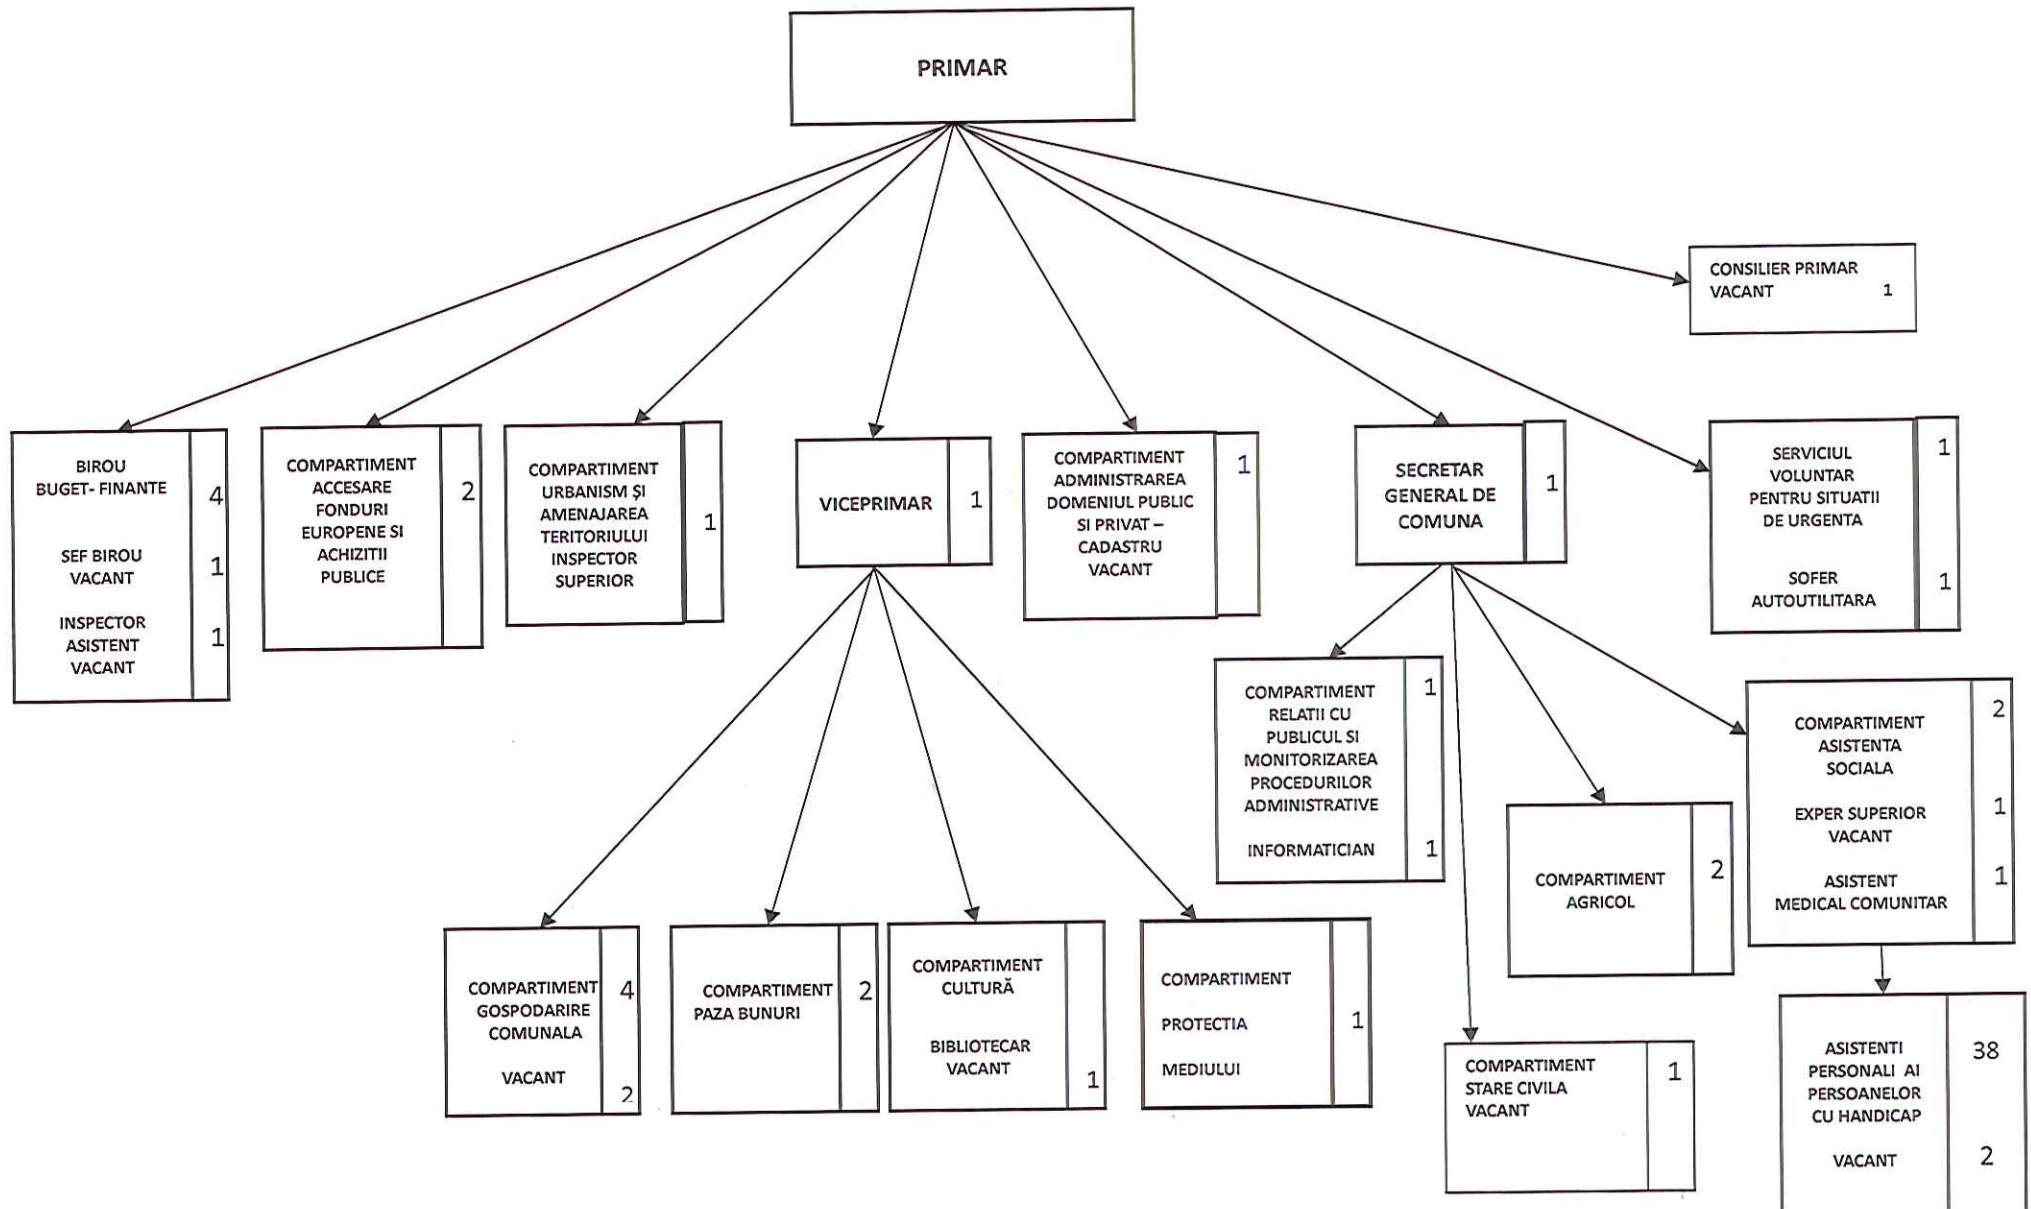 PRIMAR
CONSILIER PRIMAR
VACANT 1
BIROU
BUGET- FINANTE 4
SEF BIROU
VACANT 1
INSPECTOR
ASISTENT 1
VACANT
COMPARTIMENT
ACCESARE
FONDURI 2
EUROPENE SI
ACHIZITII
PUBLICE
COMPARTIMENT
URBANISM ȘI
AMENAJAREA
TERITORIULUI 1
INSPECTOR
SUPERIOR
VICEPRIMAR 1
COMPARTIMENT 1
ADMINISTRAREA
DOMENIUL PUBLIC
SI PRIVAT –
CADASTRU
VACANT
SECRETAR
GENERAL DE 1
COMUNA
SERVICIUL 1
VOLUNTAR
PENTRU SITUATII
DE URGENTA
SOFER 1
AUTOUTILITARA
COMPARTIMENT 1
RELATII CU
PUBLICUL SI
MONITORIZAREA
PROCEDURILOR
ADMINISTRATIVE
INFORMATICIAN 1
COMPARTIMENT 2
ASISTENTA
SOCIALA
EXPER SUPERIOR 1
VACANT
ASISTENT 1
MEDICAL COMUNITAR
COMPARTIMENT 2
AGRICOL
COMPARTIMENT 4
GOSPODARIRE
COMUNALA
VACANT 2
COMPARTIMENT 2
PAZA BUNURI
COMPARTIMENT
CULTURĂ
BIBLIOTECAR
VACANT 1
COMPARTIMENT
PROTECTIA 1
MEDIULUI
COMPARTIMENT 1
STARE CIVILA
VACANT
ASISTENTI 38
PERSONALI AI
PERSOANELOR
CU HANDICAP
VACANT 2